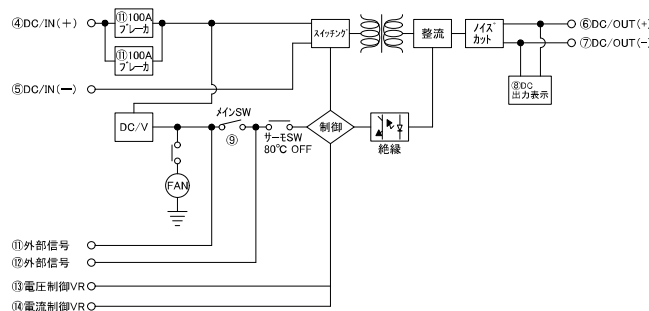 ④DC/IN(+)
⑪100A
ブレーカ
⑪100A
ブレーカ
⑤DC/IN(ー)
スイッチング
整流
ノイズ
カット
⑥DC/OUT(+)
⑦DC/OUT(-)
⑧DC
出力表示
DC/V
メインSW
⑨
サーモSW
80℃ OFF
制御
絶縁
FAN
⑪外部信号
⑫外部信号
⑬電圧制御VR
⑭電流制御VR